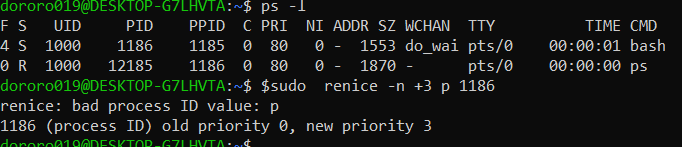 dororo019@DESKTOP-G7LHVTA:~$ ps -l
F S   UID     PID    PPID  C PRI  NI ADDR SZ WCHAN  TTY          TIME CMD
4 S  1000    1186    1185  0  80   0 -  1553 do_wai pts/0    00:00:01 bash
0 R  1000   12185    1186  0  80   0 -  1870 -      pts/0    00:00:00 ps
dororo019@DESKTOP-G7LHVTA:~$ $sudo  renice -n +3 p 1186
renice: bad process ID value: p
1186 (process ID) old priority 0, new priority 3
dororo019@DESKTOP-G7LHVTA:~$